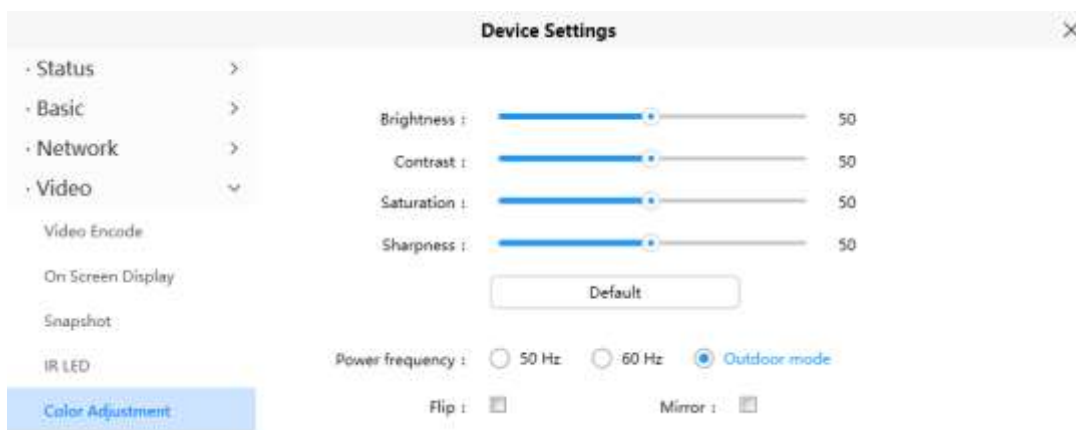 Device Settings
· Status
· Basic
· Network
· Video
Video Encode
On Screen Display
Snapshot
IR LED
Color Adjustment
Brightness : 50
Contrast : 50
Saturation : 50
Sharpness : 50
Default
Power frequency : 50 Hz 60 Hz Outdoor mode
Flip : Mirror :